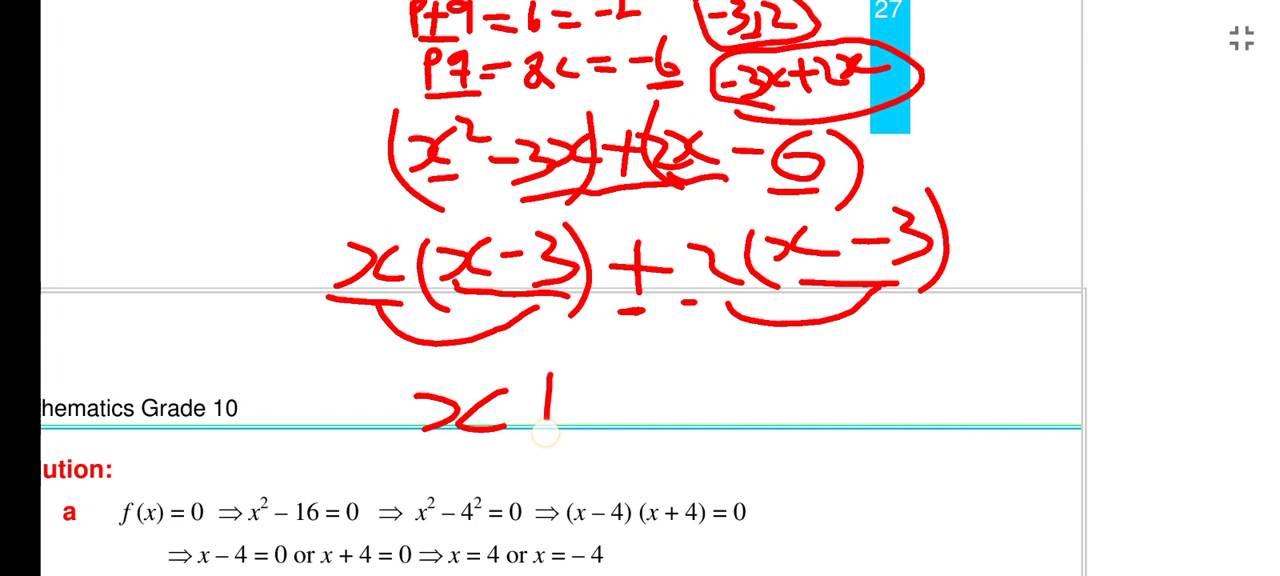 p+q = b = -1 -3,2 27
pq = ac = -6 -3x+2x
(x² - 3x) + (2x - 6)
x(x-3) + 2(x-3)
x
hematics Grade 10
ution:
a f (x) = 0 ⇒ x² – 16 = 0 ⇒ x² – 4² = 0 ⇒ (x – 4) (x + 4) = 0
⇒ x – 4 = 0 or x + 4 = 0 ⇒ x = 4 or x = – 4